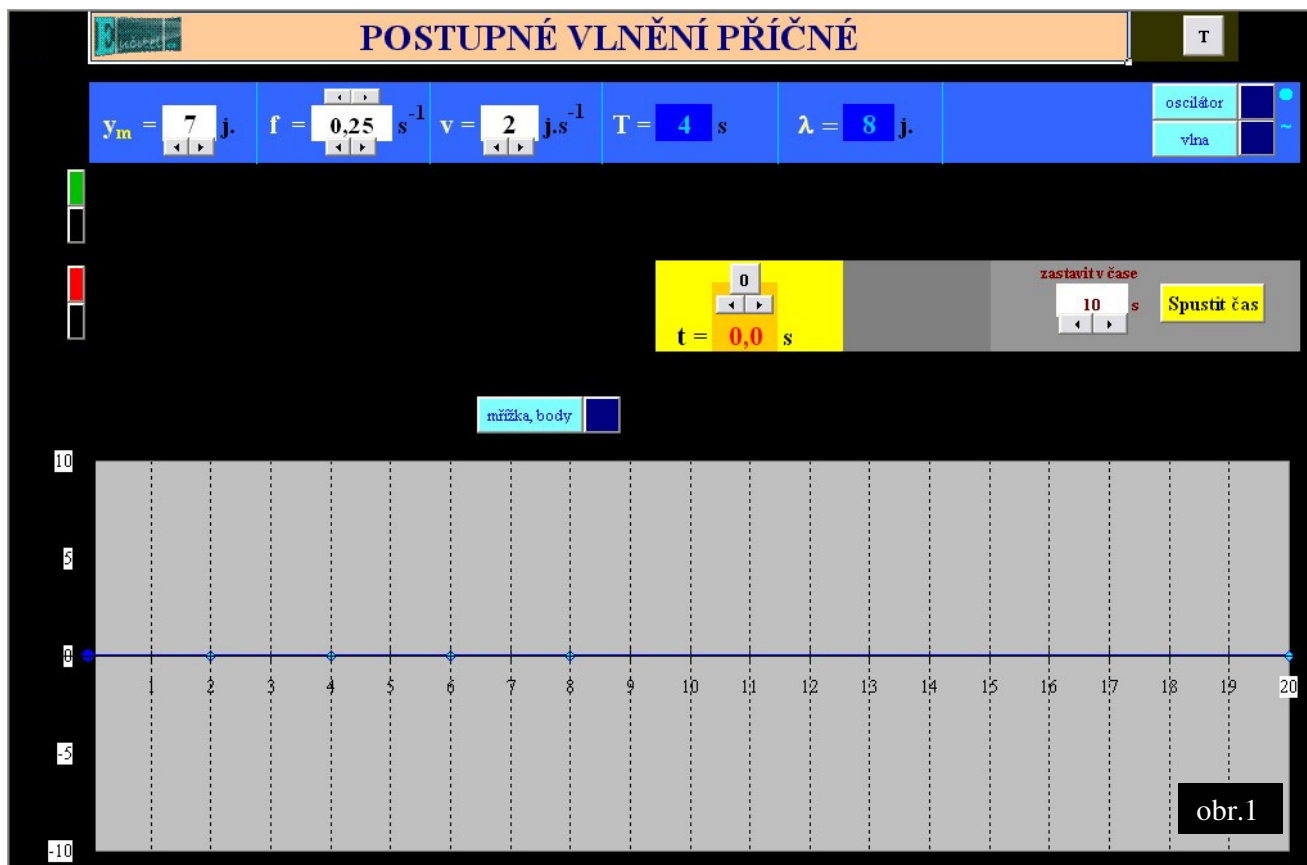 POSTUPNÉ VLNĚNÍ PŘÍČNÉ
T
yₘ = 7 j. f = 0,25 s⁻¹ v = 2 j.s⁻¹ T = 4 s λ = 8 j.
oscilátor
vlna ~
0
t = 0,0 s
zastavit v čase
10 s
Spustit čas
mřížka, body
10
5
0
1 2 3 4 5 6 7 8 9 10 11 12 13 14 15 16 17 18 19 20
-5
-10
obr.1